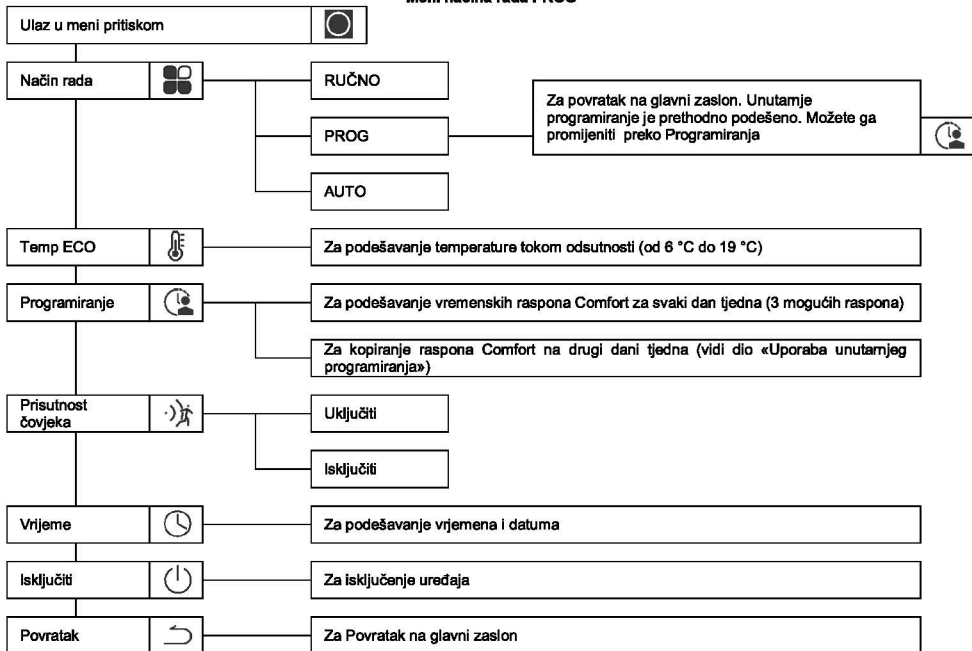 Meni načina rada PROG
Ulaz u meni pritiskom
Način rada
RUČNO
PROG
Za povratak na glavni zaslon. Unutarnje
programiranje je prethodno podešeno. Možete ga
promijeniti preko Programiranja
AUTO
Temp ECO
Za podešavanje temperature tokom odsutnosti (od 6 °C do 19 °C)
Programiranje
Za podešavanje vremenskih raspona Comfort za svaki dan tjedna (3 mogućih raspona)
Za kopiranje raspona Comfort na drugi dani tjedna (vidi dio «Uporaba unutarnjeg
programiranja»)
Prisutnost
čovjeka
Uključiti
Isključiti
Vrijeme
Za podešavanje vrjemena i datuma
Isključiti
Za isključenje uređaja
Povratak
Za Povratak na glavni zaslon